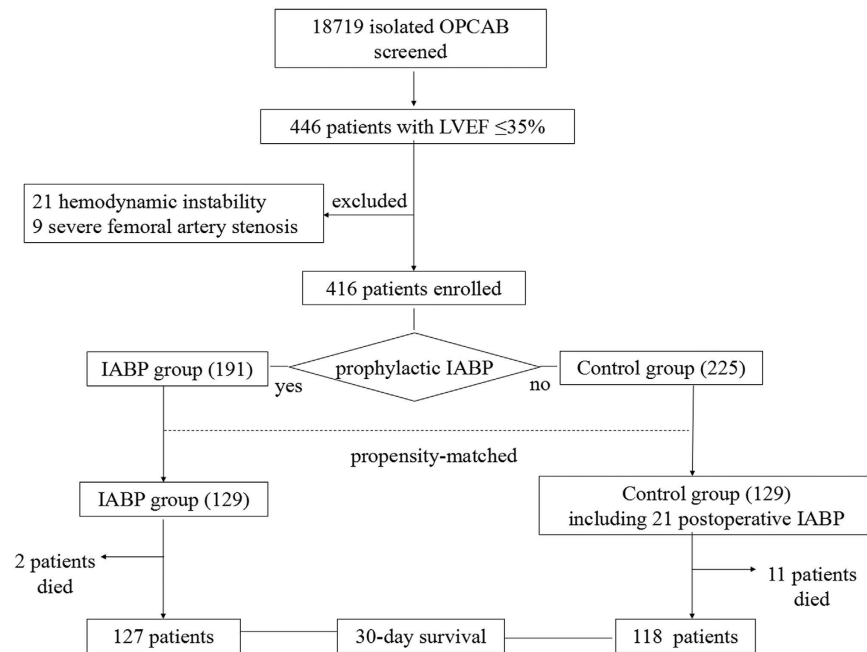 18719 isolated OPCAB
screened
446 patients with LVEF ≤35%
21 hemodynamic instability
9 severe femoral artery stenosis
excluded
416 patients enrolled
IABP group (191)
yes
prophylactic IABP
no
Control group (225)
propensity-matched
IABP group (129)
Control group (129)
including 21 postoperative IABP
2 patients
died
11 patients
died
127 patients
30-day survival
118 patients